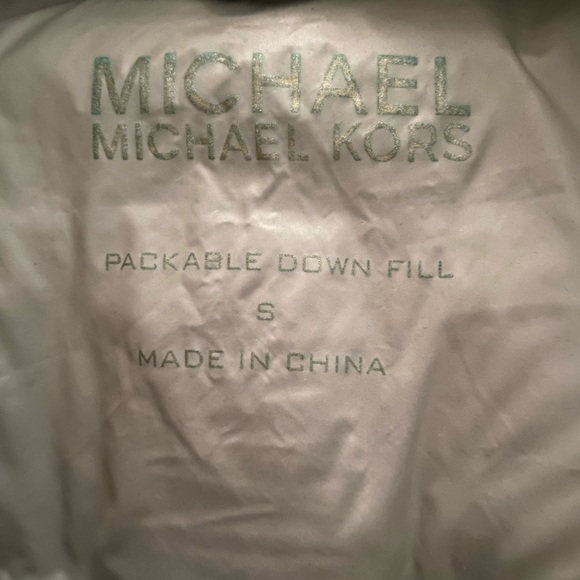 MICHAEL
MICHAEL KORS
PACKABLE DOWN FILL
S
MADE IN CHINA